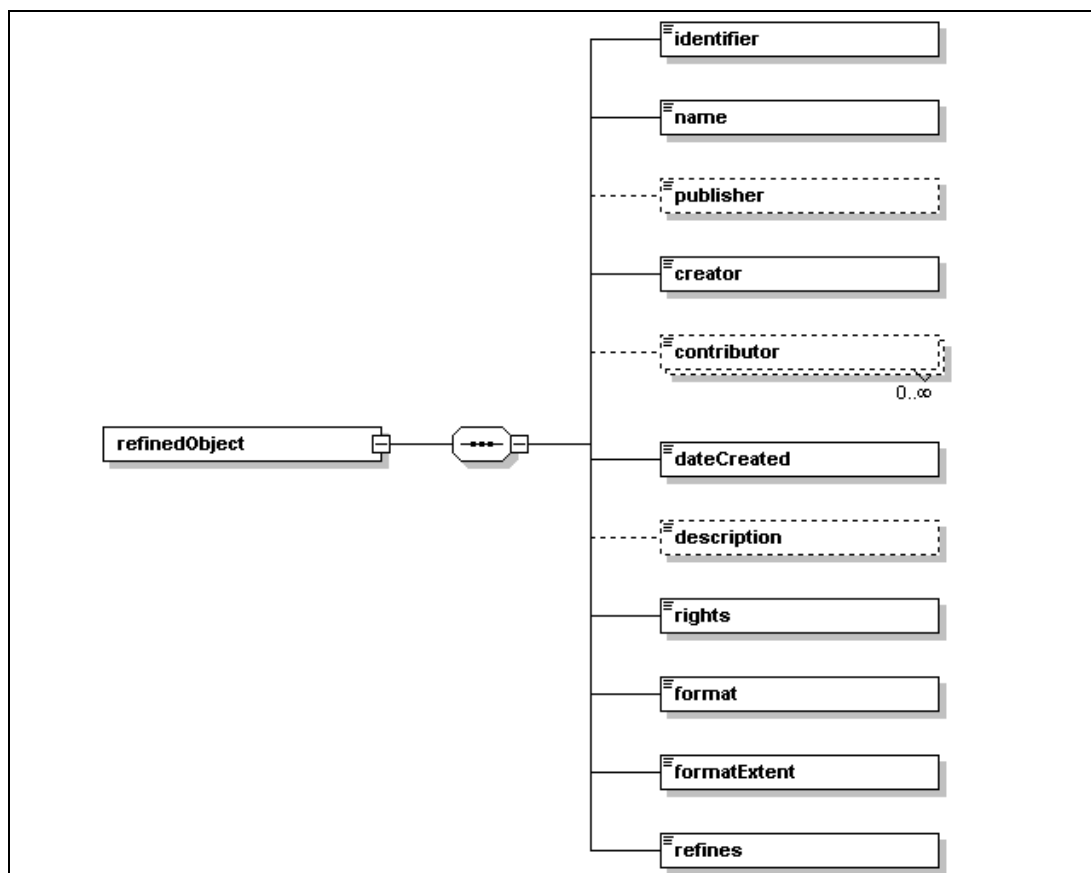 identifier
name
publisher
creator
contributor
0..∞
refinedObject
dateCreated
description
rights
format
formatExtent
refines